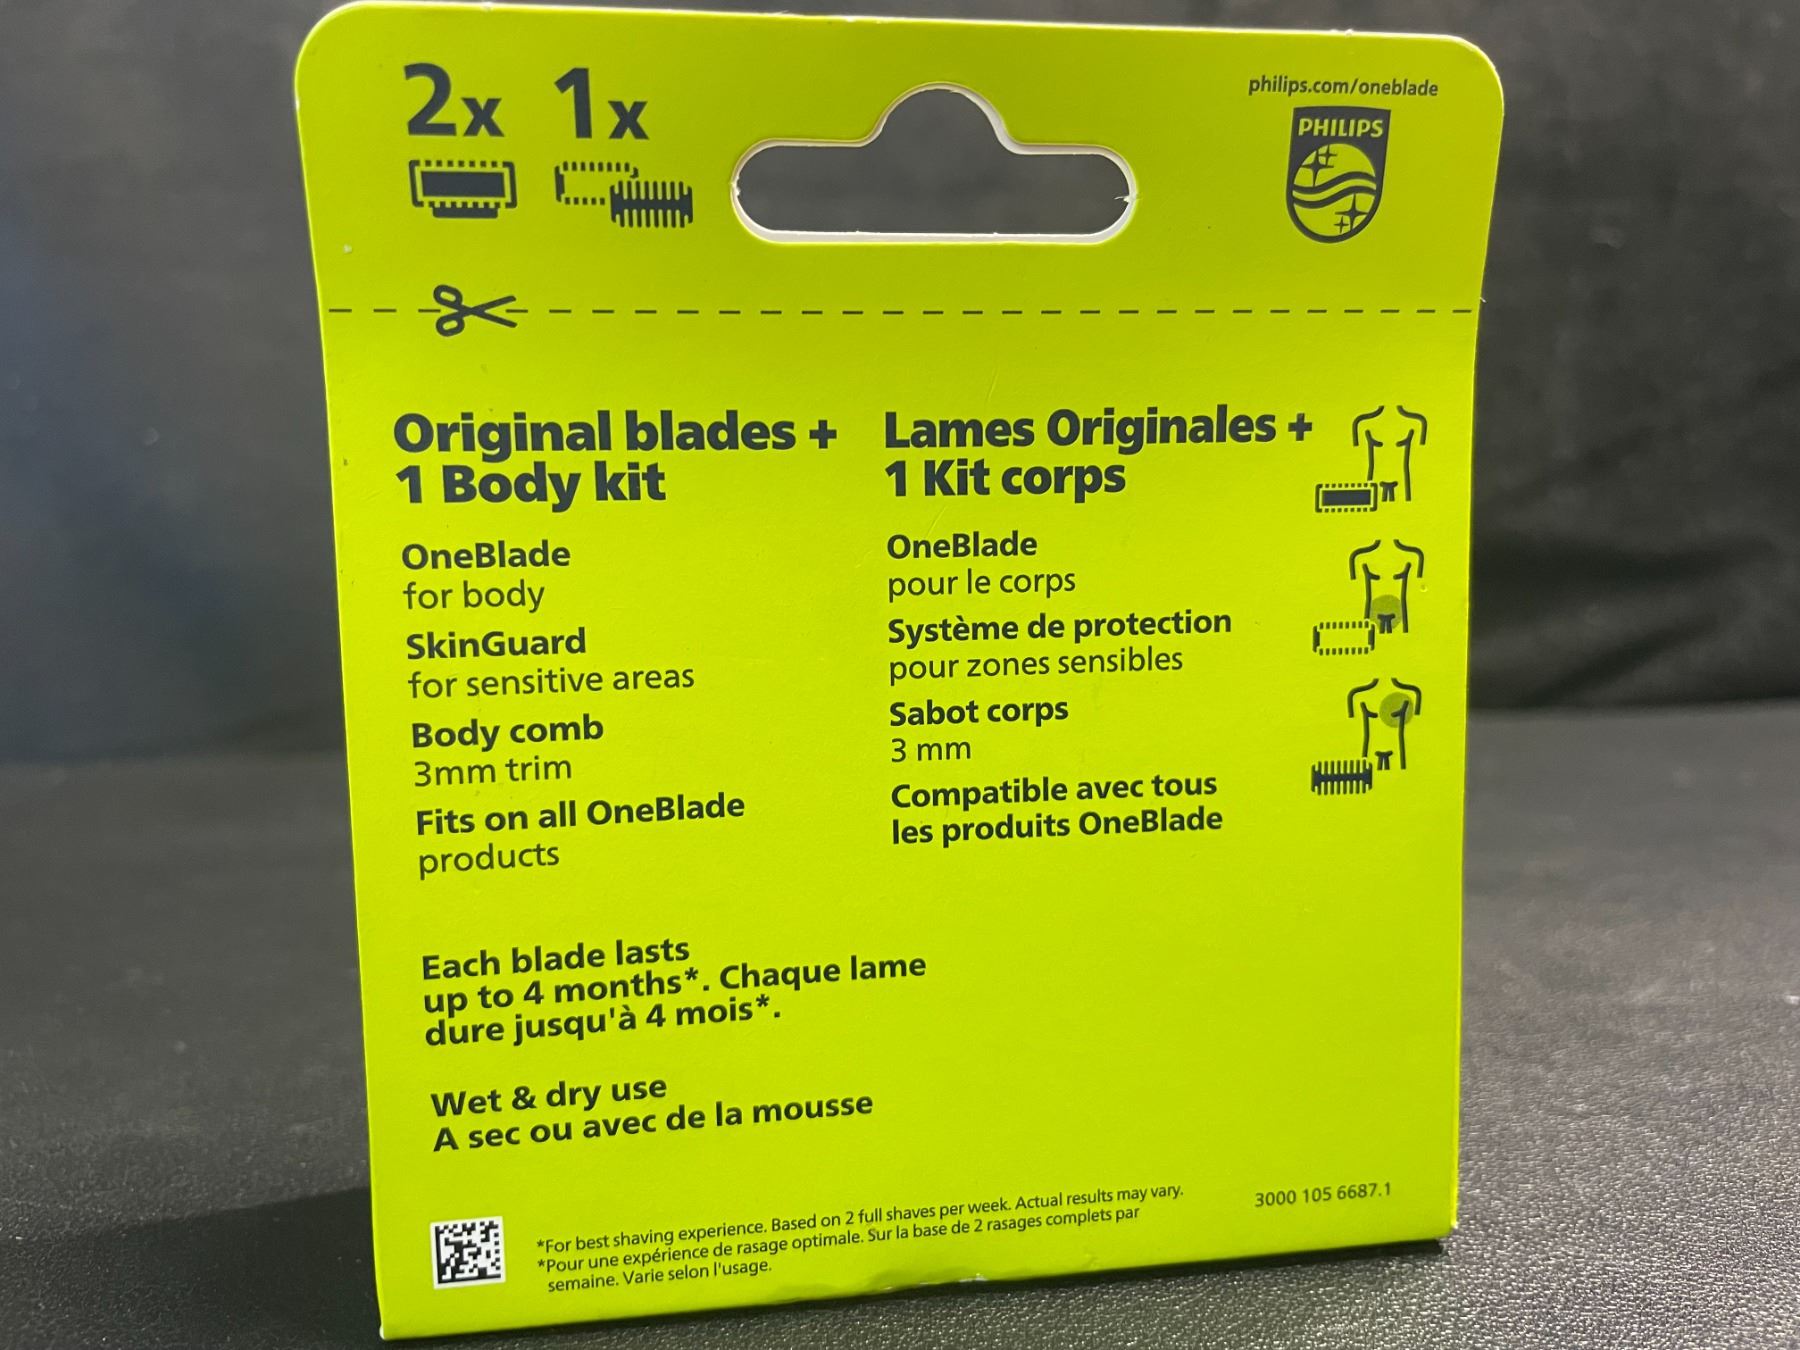 2x 1x
philips.com/oneblade
PHILIPS
Original blades +
1 Body kit
OneBlade
for body
SkinGuard
for sensitive areas
Body comb
3mm trim
Fits on all OneBlade
products
Lames Originales +
1 Kit corps
OneBlade
pour le corps
Système de protection
pour zones sensibles
Sabot corps
3 mm
Compatible avec tous
les produits OneBlade
Each blade lasts
up to 4 months*. Chaque lame
dure jusqu'à 4 mois*.
Wet & dry use
A sec ou avec de la mousse
*For best shaving experience. Based on 2 full shaves per week. Actual results may vary.
*Pour une expérience de rasage optimale. Sur la base de 2 rasages complets par
semaine. Varie selon l'usage.
3000 105 6687.1